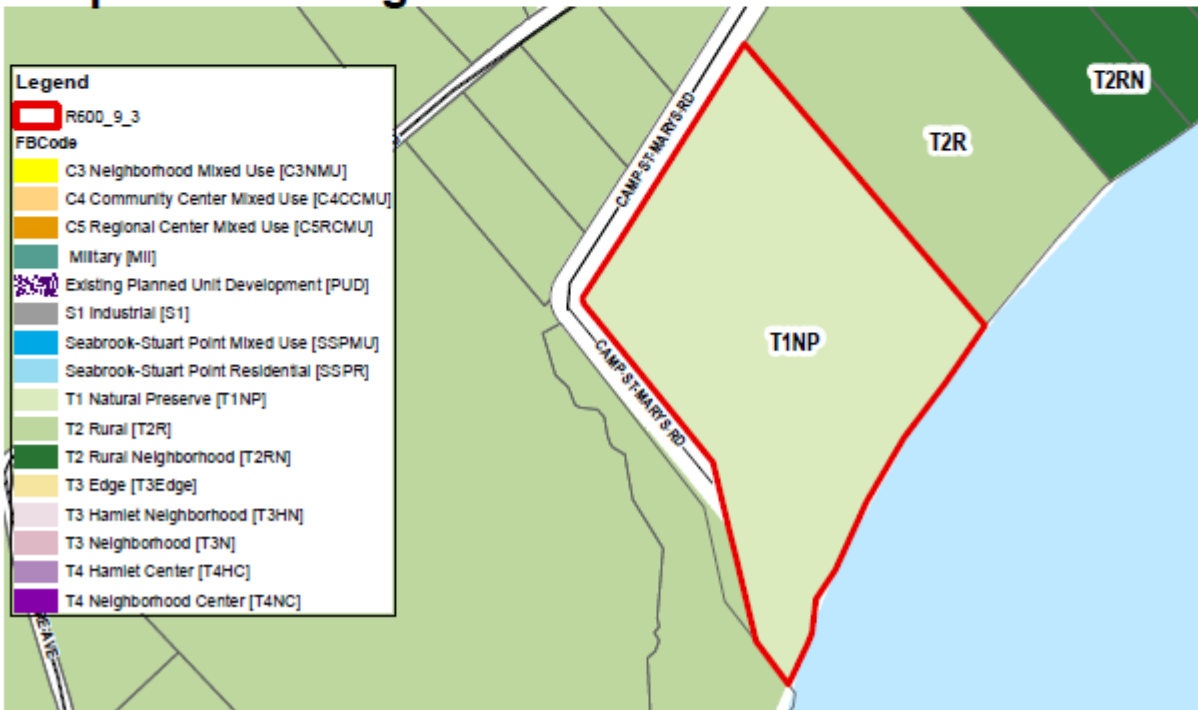 Legend
R600_9_3
FBCode
C3 Neighborhood Mixed Use [C3NMU]
C4 Community Center Mixed Use [C4CCMU]
C5 Regional Center Mixed Use [C5RCMU]
Military [Mil]
Existing Planned Unit Development [PUD]
S1 Industrial [S1]
Seabrook-Stuart Point Mixed Use [SSPMU]
Seabrook-Stuart Point Residential [SSPR]
T1 Natural Preserve [T1NP]
T2 Rural [T2R]
T2 Rural Neighborhood [T2RN]
T3 Edge [T3Edge]
T3 Hamlet Neighborhood [T3HN]
T3 Neighborhood [T3N]
T4 Hamlet Center [T4HC]
T4 Neighborhood Center [T4NC]
T2RN
T2R
CAMP-ST-MARYS-RD
T1NP
CAMP-ST-MARYS-RD